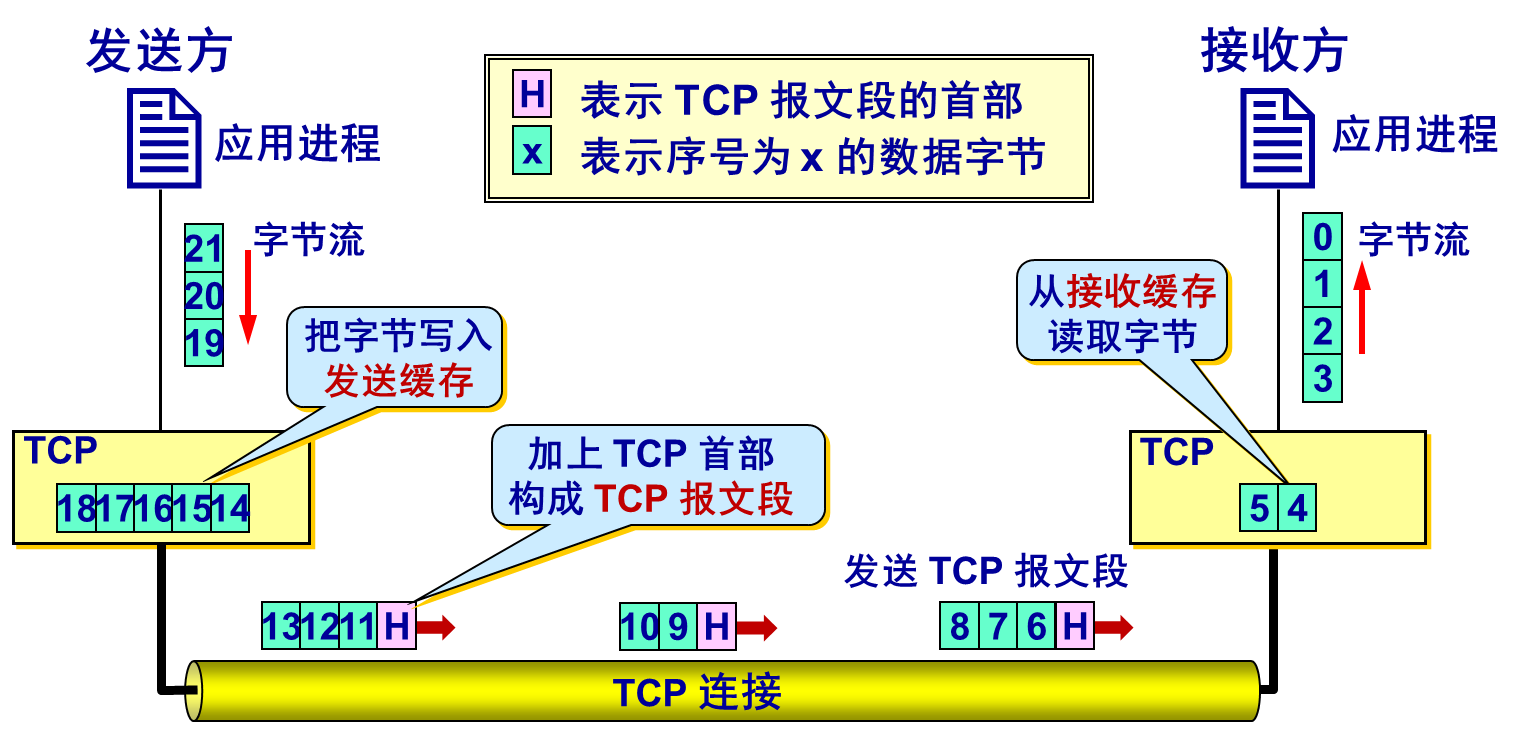 发送方
接收方
H 表示 TCP 报文段的首部
x 表示序号为 x 的数据字节
应用进程
应用进程
21
20
19
字节流
0
1
2
3
字节流
把字节写入
发送缓存
从接收缓存
读取字节
TCP
18 17 16 15 14
加上 TCP 首部
构成 TCP 报文段
TCP
5 4
发送 TCP 报文段
13 12 11 H
10 9 H
8 7 6 H
TCP 连接